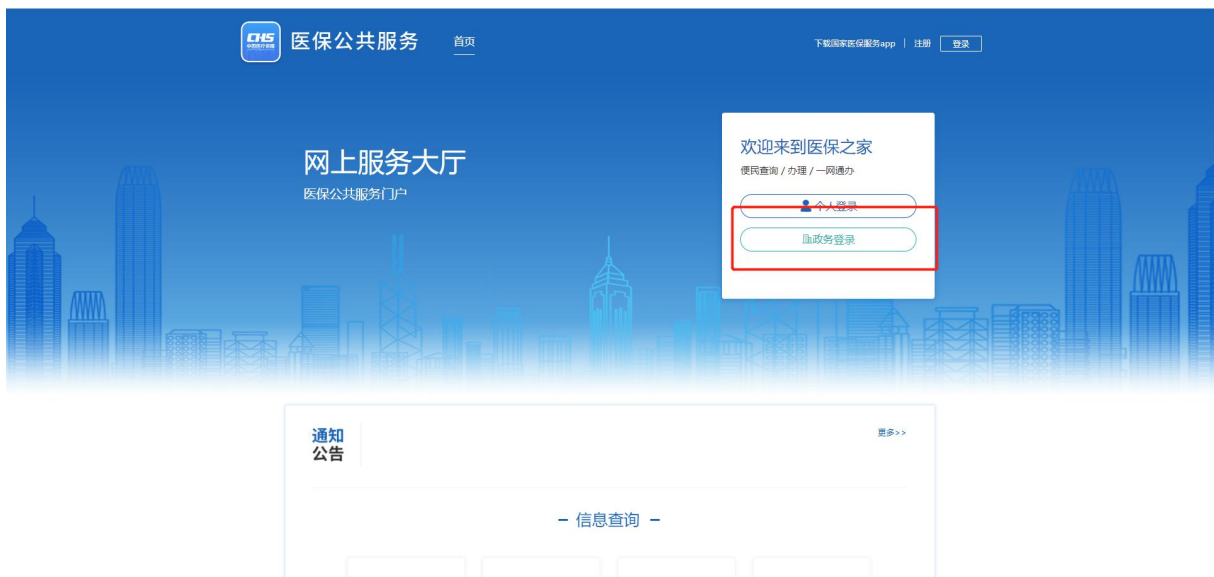 CHS
医保公共服务
首页
下载国家医保服务app | 注册 登录
网上服务大厅
医保公共服务门户
欢迎来到医保之家
便民查询 / 办理 / 一网通办
个人登录
政务登录
通知
公告
更多>>
- 信息查询 -